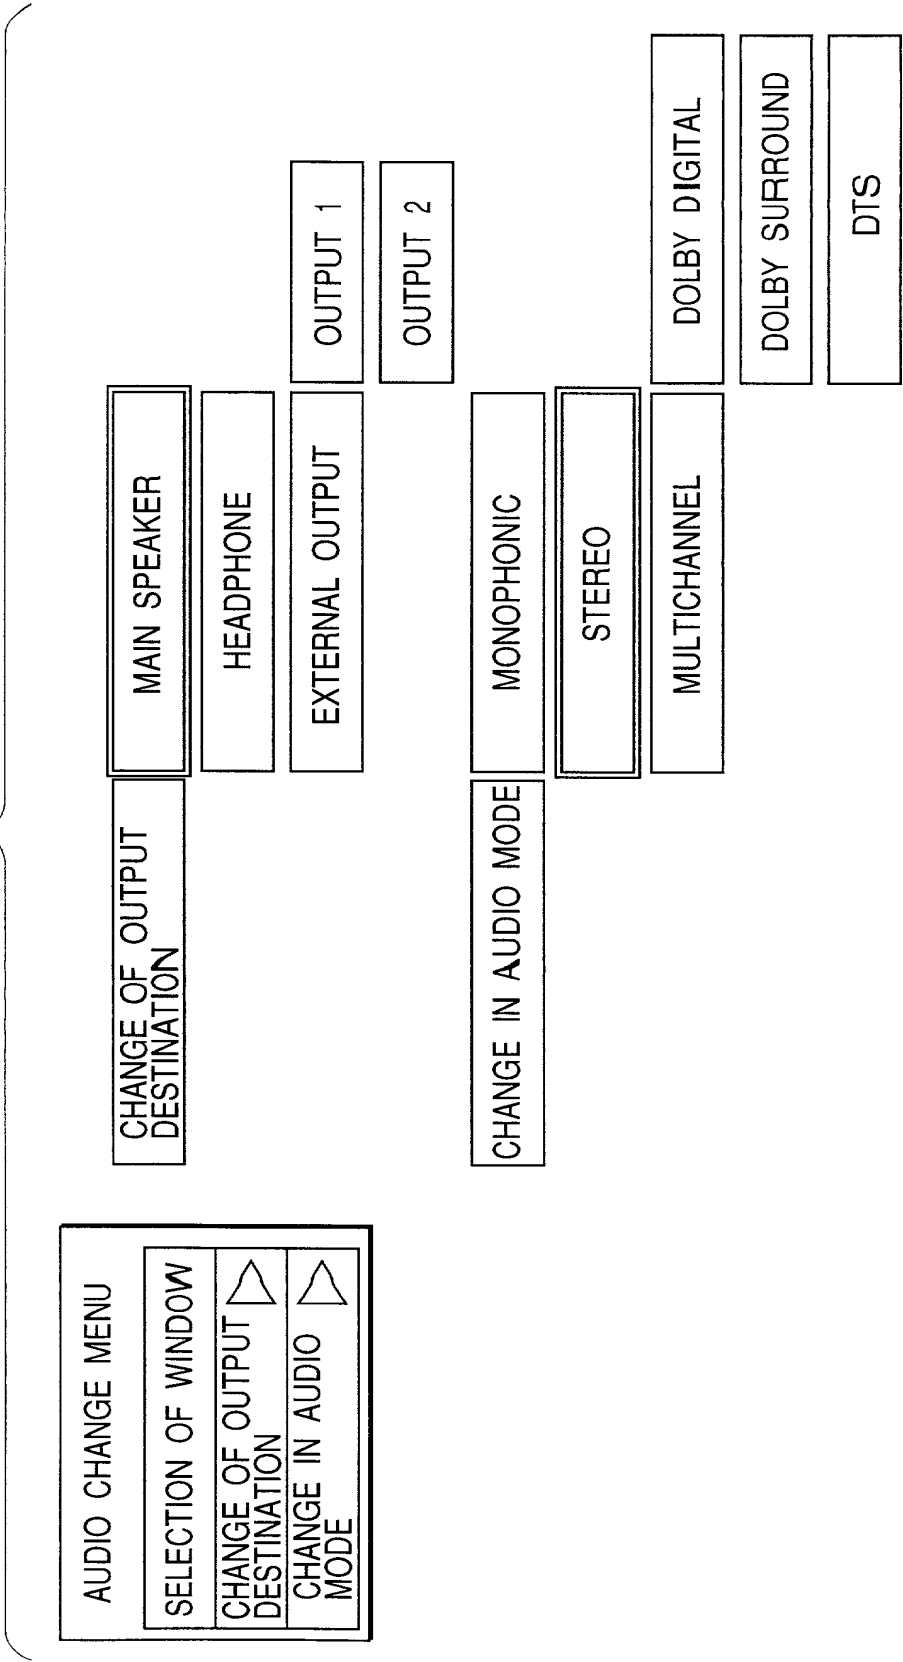 AUDIO CHANGE MENU
SELECTION OF WINDOW
CHANGE OF OUTPUT
DESTINATION
CHANGE IN AUDIO
MODE
CHANGE OF OUTPUT
DESTINATION
MAIN SPEAKER
HEADPHONE
EXTERNAL OUTPUT
OUTPUT 1
OUTPUT 2
CHANGE IN AUDIO MODE
MONOPHONIC
STEREO
MULTICHANNEL
DOLBY DIGITAL
DOLBY SURROUND
DTS